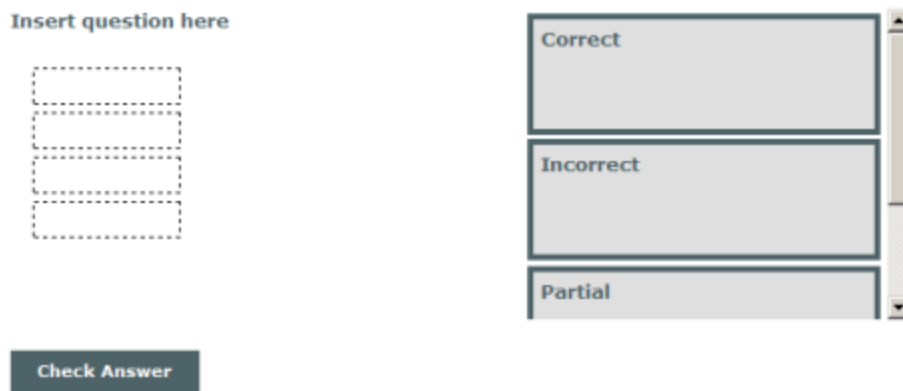 Insert question here
Correct
Incorrect
Partial
Check Answer